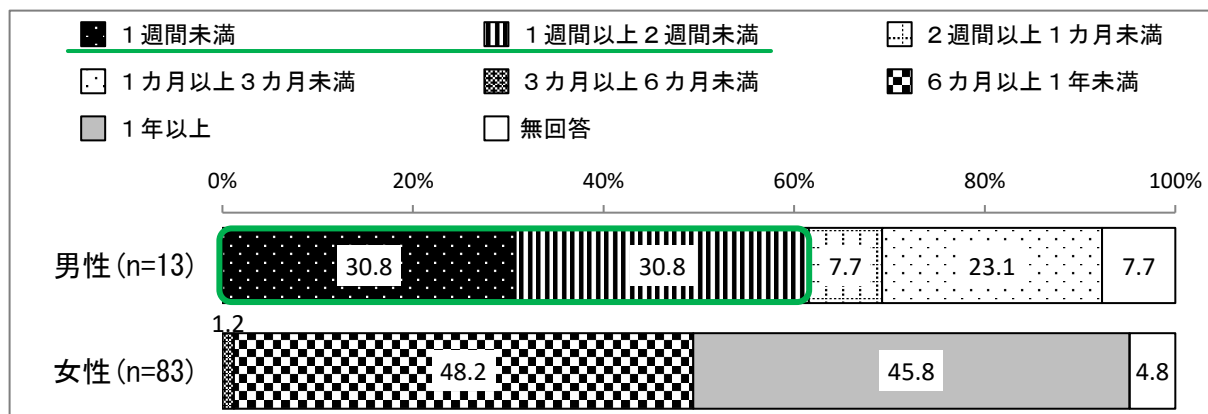 １週間未満 １週間以上２週間未満 ２週間以上１カ月未満
１カ月以上３カ月未満 ３カ月以上６カ月未満 ６カ月以上１年未満
１年以上 無回答
0% 20% 40% 60% 80% 100%
男性(n=13) 30.8 30.8 7.7 23.1 7.7
1.2
女性(n=83) 48.2 45.8 4.8